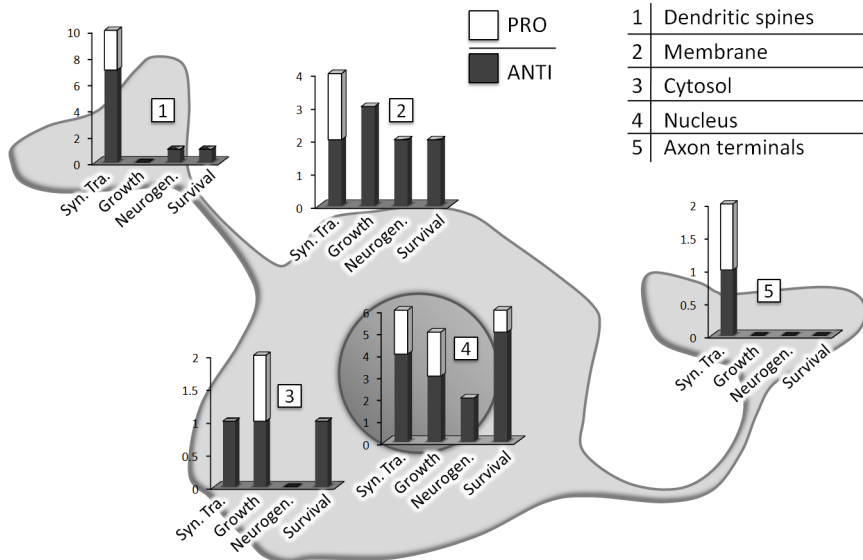 PRO
ANTI
1 Dendritic spines
2 Membrane
3 Cytosol
4 Nucleus
5 Axon terminals
10
8
6
4
2
0
1
Syn. Tra.
Growth
Neurogen.
Survival
4
3
2
1
0
2
Syn. Tra.
Growth
Neurogen.
Survival
2
1.5
1
0.5
0
5
Syn. Tra.
Growth
Neurogen.
Survival
6
5
4
3
2
1
0
4
Syn. Tra.
Growth
Neurogen.
Survival
2
1.5
1
0.5
0
3
Syn. Tra.
Growth
Neurogen.
Survival